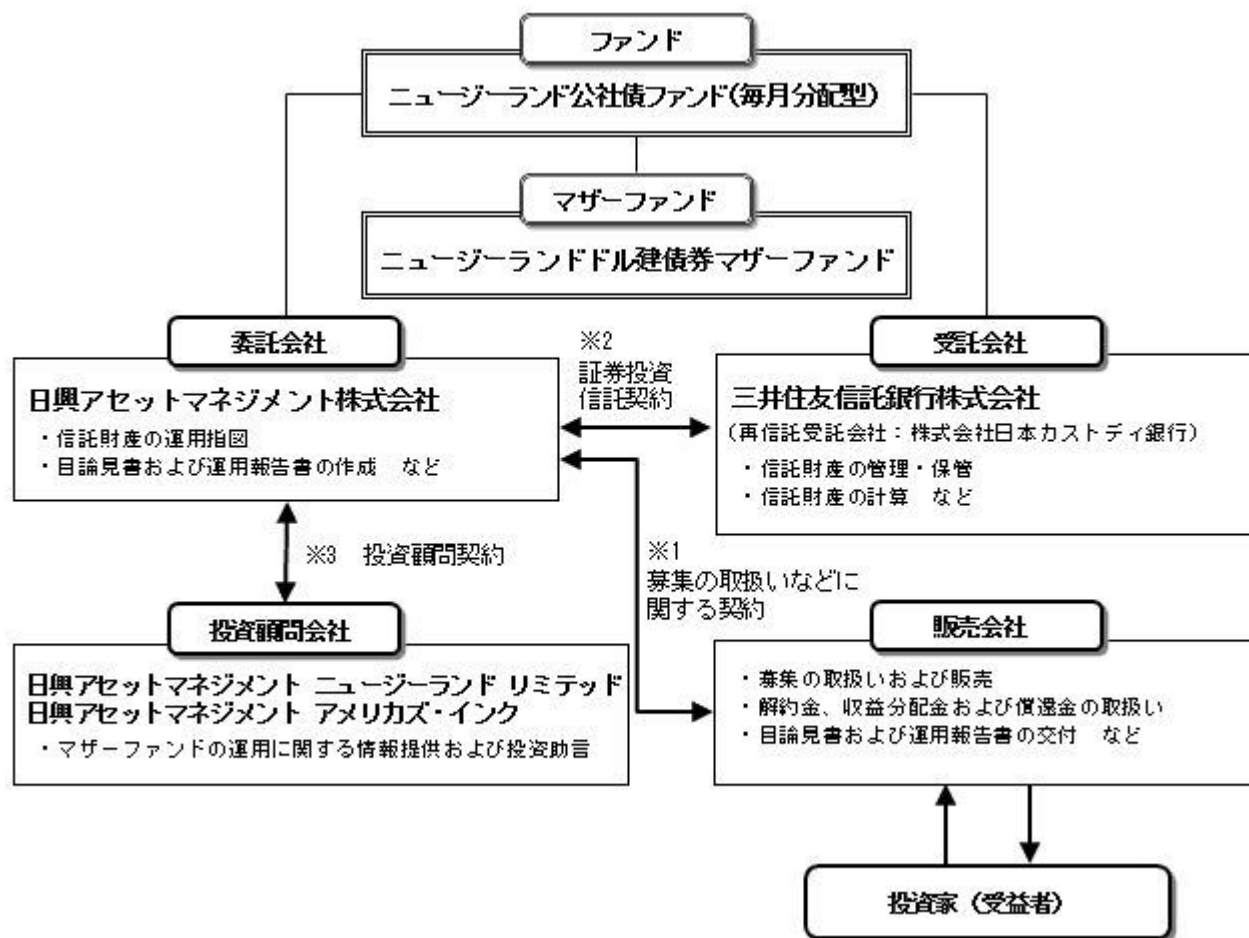 ファンド
ニュージーランド公社債ファンド(毎月分配型)
マザーファンド
ニュージーランドドル建債券マザーファンド
委託会社
日興アセットマネジメント株式会社
・信託財産の運用指図
・目論見書および運用報告書の作成　など
※2
証券投資
信託契約
受託会社
三井住友信託銀行株式会社
(再信託受託会社：株式会社日本カストディ銀行)
・信託財産の管理・保管
・信託財産の計算　など
※3　投資顧問契約
※1
募集の取扱いなどに
関する契約
投資顧問会社
日興アセットマネジメント ニュージーランド リミテッド
日興アセットマネジメント アメリカズ・インク
・マザーファンドの運用に関する情報提供および投資助言
販売会社
・募集の取扱いおよび販売
・解約金、収益分配金および償還金の取扱い
・目論見書および運用報告書の交付　など
投資家（受益者）